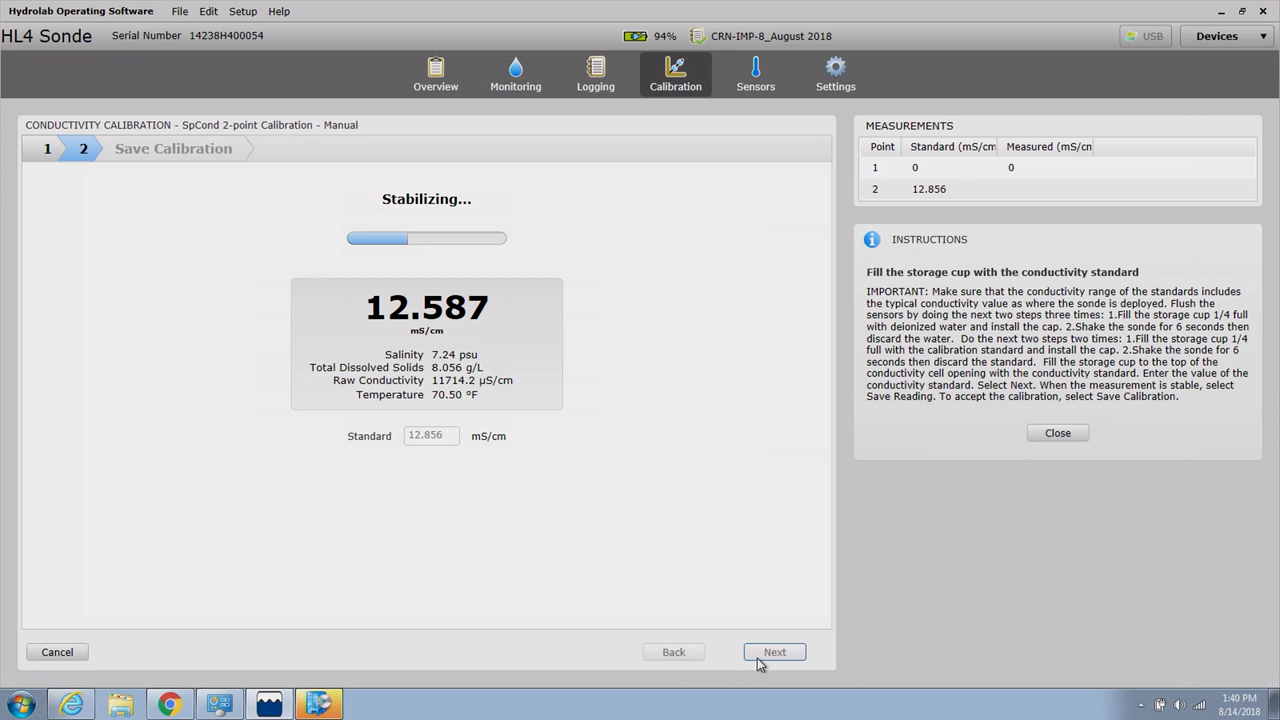 Hydrolab Operating Software
File Edit Setup Help
HL4 Sonde
Serial Number 14238H400054
94%
CRN-IMP-8_August 2018
USB
Devices
Overview
Monitoring
Logging
Calibration
Sensors
Settings
CONDUCTIVITY CALIBRATION - SpCond 2-point Calibration - Manual
1 2 Save Calibration
Stabilizing...
12.587
mS/cm
Salinity 7.24 psu
Total Dissolved Solids 8.056 g/L
Raw Conductivity 11714.2 µS/cm
Temperature 70.50 °F
Standard 12.856 mS/cm
Cancel
Back
Next
MEASUREMENTS
Point Standard (mS/cm Measured (mS/cn
1 0 0
2 12.856
INSTRUCTIONS
Fill the storage cup with the conductivity standard
IMPORTANT: Make sure that the conductivity range of the standards includes
the typical conductivity value as where the sonde is deployed. Flush the
sensors by doing the next two steps three times: 1.Fill the storage cup 1/4 full
with deionized water and install the cap. 2.Shake the sonde for 6 seconds then
discard the water. Do the next two steps two times: 1.Fill the storage cup 1/4
full with the calibration standard and install the cap. 2.Shake the sonde for 6
seconds then discard the standard. Fill the storage cup to the top of the
conductivity cell opening with the conductivity standard. Enter the value of the
conductivity standard. Select Next. When the measurement is stable, select
Save Reading. To accept the calibration, select Save Calibration.
Close
1:40 PM
8/14/2018